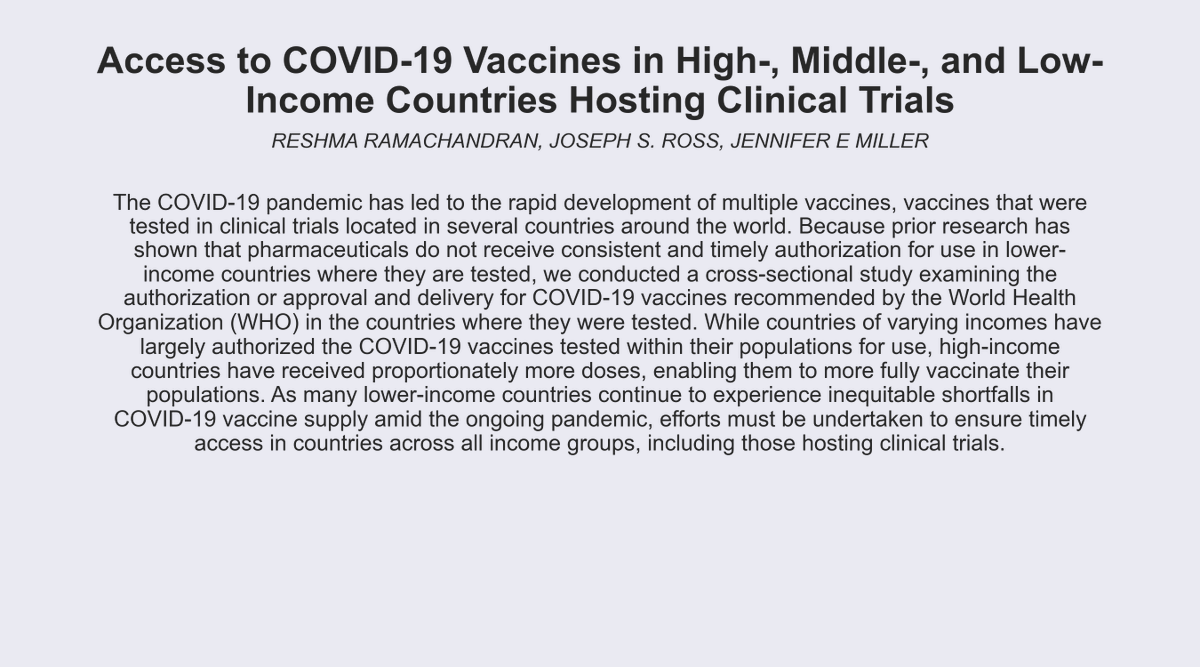 Access to COVID-19 Vaccines in High-, Middle-, and Low-
Income Countries Hosting Clinical Trials
RESHMA RAMACHANDRAN, JOSEPH S. ROSS, JENNIFER E MILLER
The COVID-19 pandemic has led to the rapid development of multiple vaccines, vaccines that were
tested in clinical trials located in several countries around the world. Because prior research has
shown that pharmaceuticals do not receive consistent and timely authorization for use in lower-
income countries where they are tested, we conducted a cross-sectional study examining the
authorization or approval and delivery for COVID-19 vaccines recommended by the World Health
Organization (WHO) in the countries where they were tested. While countries of varying incomes have
largely authorized the COVID-19 vaccines tested within their populations for use, high-income
countries have received proportionately more doses, enabling them to more fully vaccinate their
populations. As many lower-income countries continue to experience inequitable shortfalls in
COVID-19 vaccine supply amid the ongoing pandemic, efforts must be undertaken to ensure timely
access in countries across all income groups, including those hosting clinical trials.